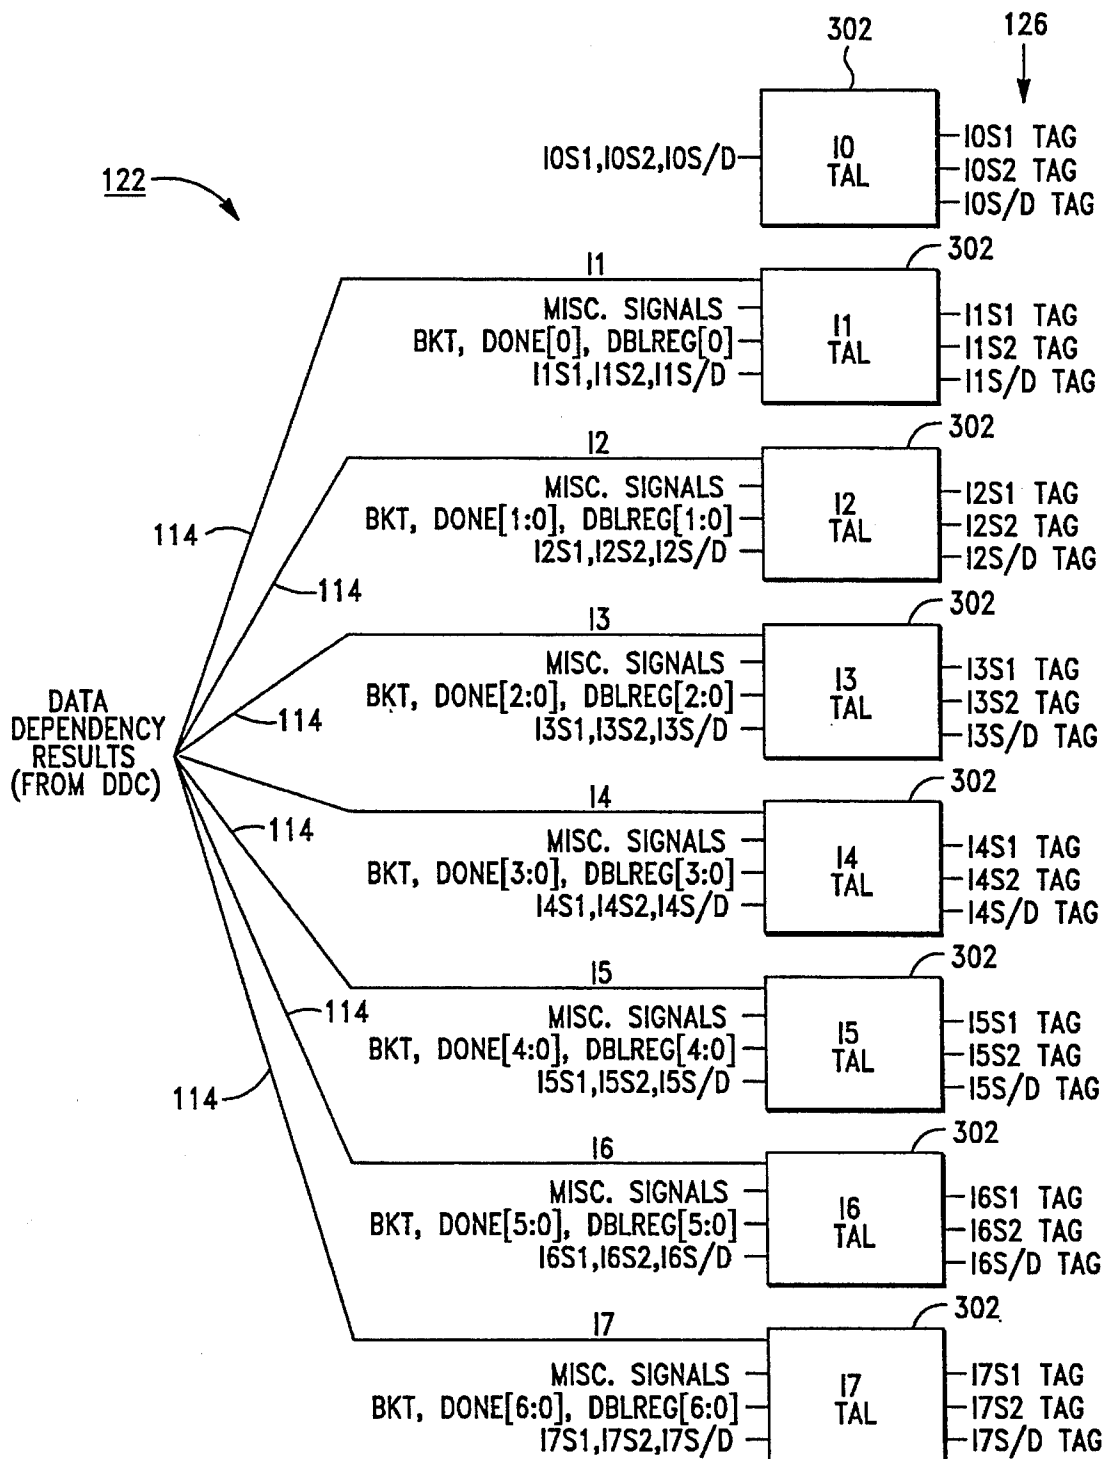 302
126
122
I0S1,I0S2,I0S/D
I0
TAL
I0S1 TAG
I0S2 TAG
I0S/D TAG
302
I1
MISC. SIGNALS
BKT, DONE[0], DBLREG[0]
I1S1,I1S2,I1S/D
I1
TAL
I1S1 TAG
I1S2 TAG
I1S/D TAG
302
I2
MISC. SIGNALS
BKT, DONE[1:0], DBLREG[1:0]
I2S1,I2S2,I2S/D
I2
TAL
I2S1 TAG
I2S2 TAG
I2S/D TAG
114
114
302
I3
MISC. SIGNALS
BKT, DONE[2:0], DBLREG[2:0]
I3S1,I3S2,I3S/D
I3
TAL
I3S1 TAG
I3S2 TAG
I3S/D TAG
114
DATA
DEPENDENCY
RESULTS
(FROM DDC)
302
I4
MISC. SIGNALS
BKT, DONE[3:0], DBLREG[3:0]
I4S1,I4S2,I4S/D
I4
TAL
I4S1 TAG
I4S2 TAG
I4S/D TAG
114
302
I5
MISC. SIGNALS
BKT, DONE[4:0], DBLREG[4:0]
I5S1,I5S2,I5S/D
I5
TAL
I5S1 TAG
I5S2 TAG
I5S/D TAG
114
114
302
I6
MISC. SIGNALS
BKT, DONE[5:0], DBLREG[5:0]
I6S1,I6S2,I6S/D
I6
TAL
I6S1 TAG
I6S2 TAG
I6S/D TAG
302
I7
MISC. SIGNALS
BKT, DONE[6:0], DBLREG[6:0]
I7S1,I7S2,I7S/D
I7
TAL
I7S1 TAG
I7S2 TAG
I7S/D TAG